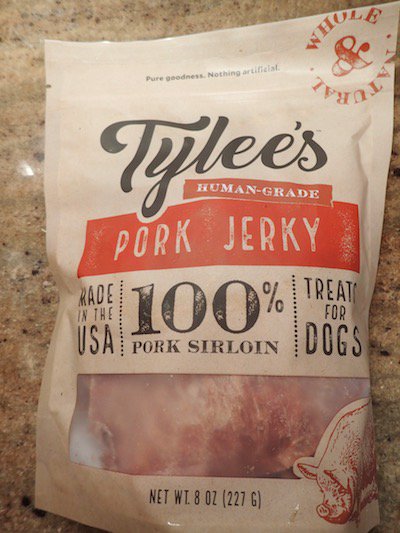 WHOLE
&
NATURAL
Pure goodness. Nothing artificial.
Tylee's™
HUMAN-GRADE
PORK JERKY
MADE
IN THE
USA
100%
PORK SIRLOIN
TREATS
FOR
DOGS
NET WT. 8 OZ (227 G)